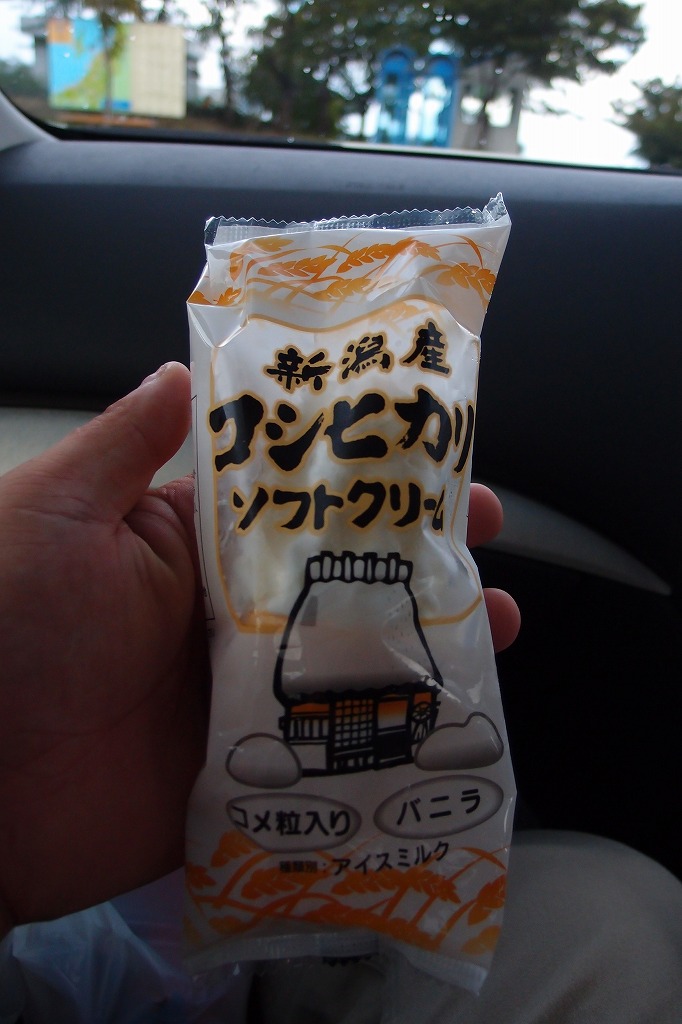 新潟産
コシヒカリ
ソフトクリーム
コメ粒入り
バニラ
種類別：アイスミルク